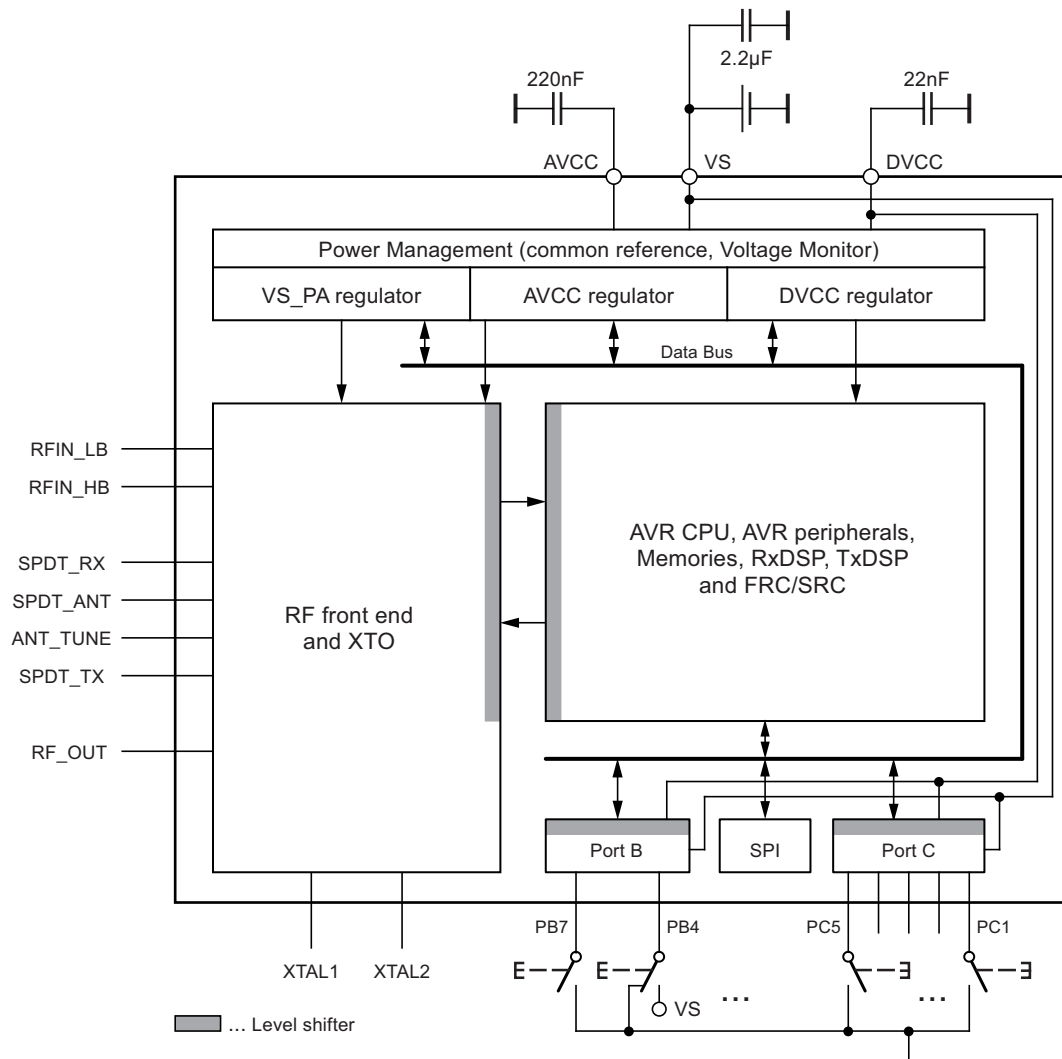 2.2µF
220nF
22nF
AVCC
VS
DVCC
Power Management (common reference, Voltage Monitor)
VS_PA regulator
AVCC regulator
DVCC regulator
Data Bus
RFIN_LB
RFIN_HB
SPDT_RX
SPDT_ANT
ANT_TUNE
SPDT_TX
RF_OUT
RF front end
and XTO
AVR CPU, AVR peripherals,
Memories, RxDSP, TxDSP
and FRC/SRC
Port B
SPI
Port C
PB7
PB4
PC5
PC1
XTAL1
XTAL2
VS
...
...
... Level shifter